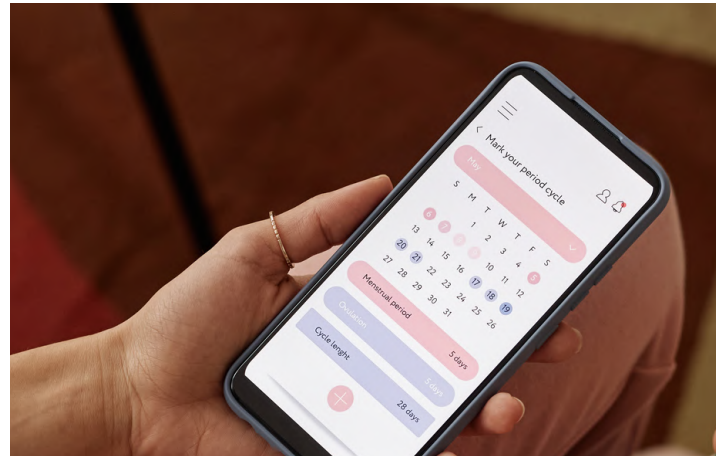 Mark your period cycle
May
S M T W T F S
1 2 3 4 5
6 7 8 9 10 11 12
13 14 15 16 17 18 19
20 21 22 23 24 25 26
27 28 29 30 31
Menstrual period 5 days
Ovulation 5 days
Cycle lenght 28 days